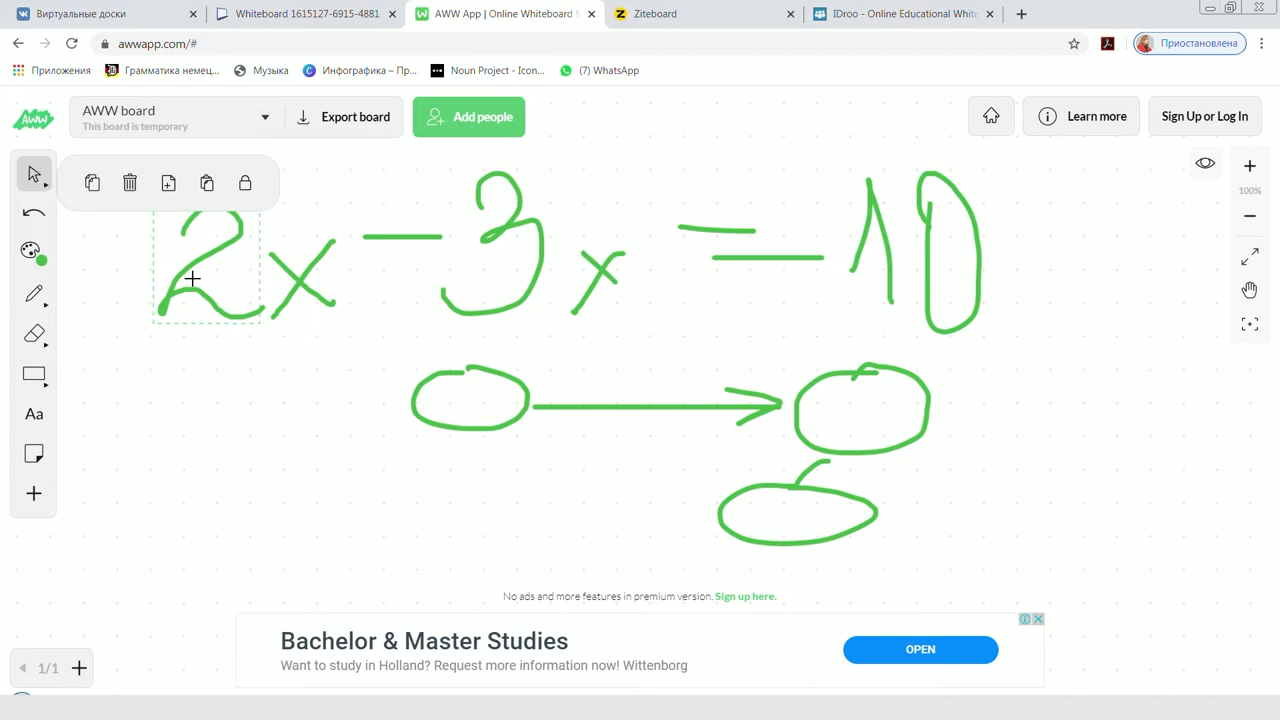 Виртуальные доски
Whiteboard 1615127-6915-4881
AWW App | Online Whiteboard
Ziteboard
IDroo - Online Educational White
awwapp.com/#
Приостановлена
Приложения
Грамматика немец...
Музыка
Инфографика – Пр...
Noun Project - Icon...
(7) WhatsApp
AWW
AWW board
This board is temporary
Export board
Add people
Learn more
Sign Up or Log In
100%
2x - 3x = 10
Aa
No ads and more features in premium version. Sign up here.
Bachelor & Master Studies
Want to study in Holland? Request more information now! Wittenborg
OPEN
1/1